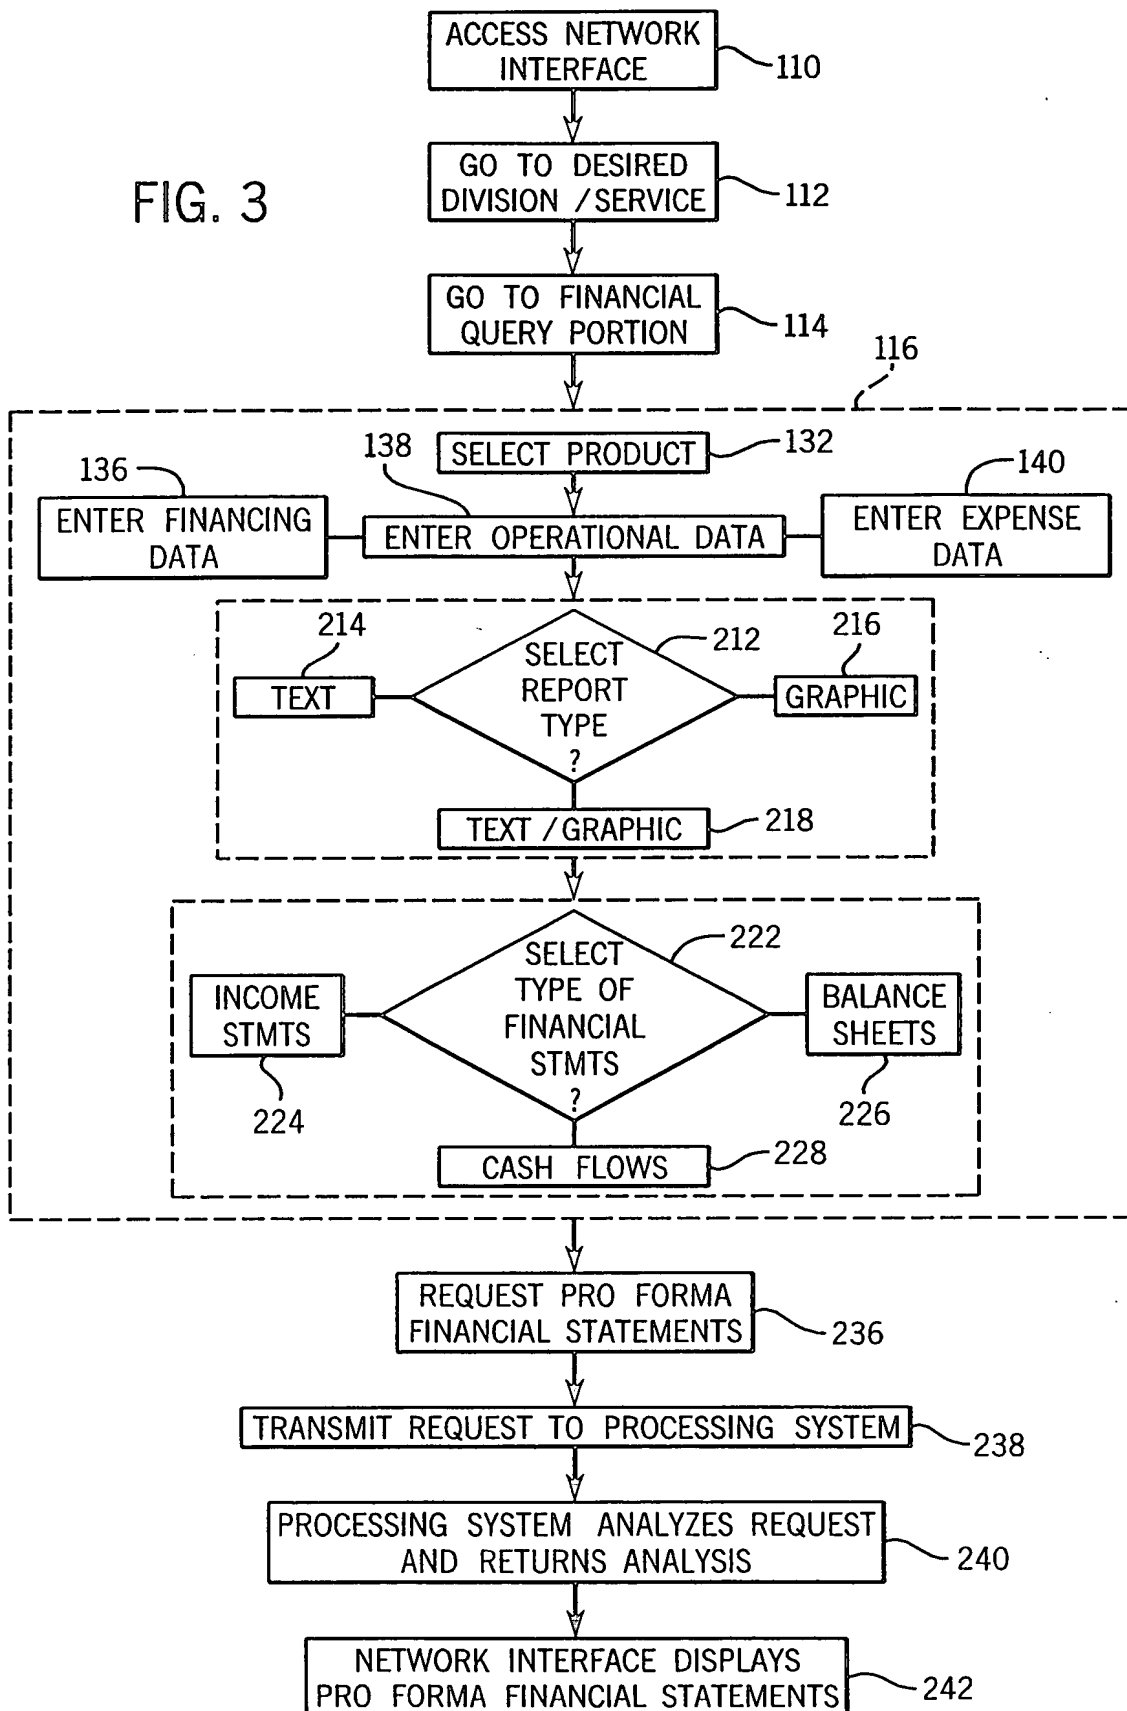 ACCESS NETWORK
INTERFACE
110
GO TO DESIRED
DIVISION / SERVICE
112
FIG. 3
GO TO FINANCIAL
QUERY PORTION
114
116
SELECT PRODUCT
132
136
138
140
ENTER FINANCING
DATA
ENTER OPERATIONAL DATA
ENTER EXPENSE
DATA
214
212
216
TEXT
SELECT
REPORT
TYPE
?
GRAPHIC
TEXT / GRAPHIC
218
222
INCOME
STMTS
224
SELECT
TYPE OF
FINANCIAL
STMTS
?
BALANCE
SHEETS
226
CASH FLOWS
228
REQUEST PRO FORMA
FINANCIAL STATEMENTS
236
TRANSMIT REQUEST TO PROCESSING SYSTEM
238
PROCESSING SYSTEM ANALYZES REQUEST
AND RETURNS ANALYSIS
240
NETWORK INTERFACE DISPLAYS
PRO FORMA FINANCIAL STATEMENTS
242